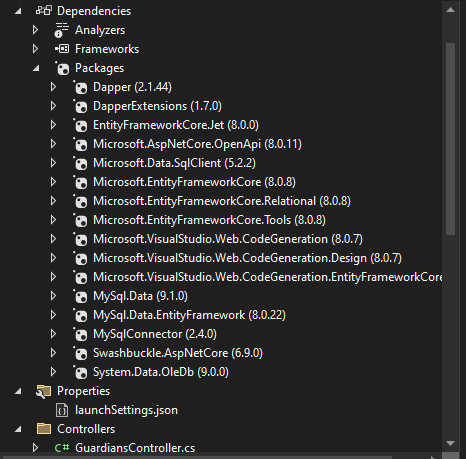 Dependencies
Analyzers
Frameworks
Packages
Dapper (2.1.44)
DapperExtensions (1.7.0)
EntityFrameworkCore.Jet (8.0.0)
Microsoft.AspNetCore.OpenApi (8.0.11)
Microsoft.Data.SqlClient (5.2.2)
Microsoft.EntityFrameworkCore (8.0.8)
Microsoft.EntityFrameworkCore.Relational (8.0.8)
Microsoft.EntityFrameworkCore.Tools (8.0.8)
Microsoft.VisualStudio.Web.CodeGeneration (8.0.7)
Microsoft.VisualStudio.Web.CodeGeneration.Design (8.0.7)
Microsoft.VisualStudio.Web.CodeGeneration.EntityFrameworkCore
MySql.Data (9.1.0)
MySql.Data.EntityFramework (8.0.22)
MySqlConnector (2.4.0)
Swashbuckle.AspNetCore (6.9.0)
System.Data.OleDb (9.0.0)
Properties
launchSettings.json
Controllers
C# GuardiansController.cs